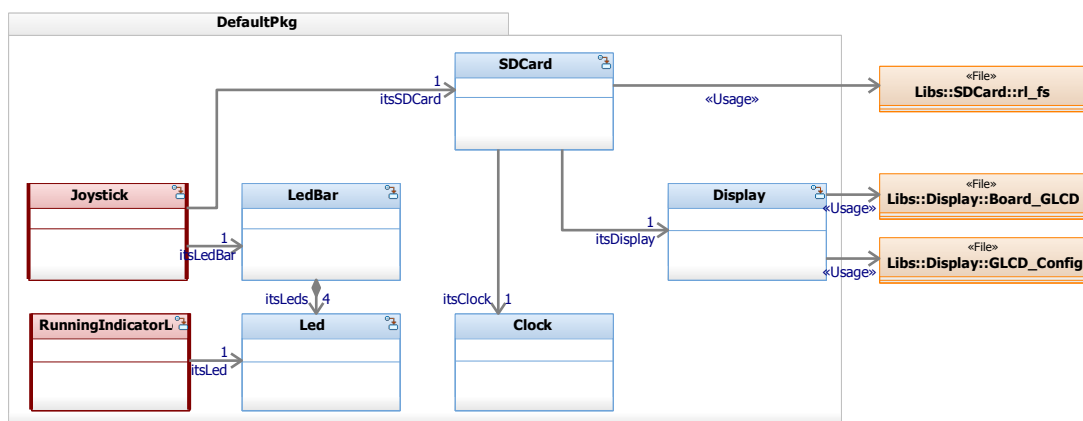 DefaultPkg
SDCard
1
itsSDCard
«Usage»
«File»
Libs::SDCard::rl_fs
Joystick
LedBar
Display
1
itsLedBar
1
itsDisplay
«Usage»
«File»
Libs::Display::Board_GLCD
«Usage»
«File»
Libs::Display::GLCD_Config
itsLeds
4
itsClock
1
RunningIndicatorL
Led
Clock
1
itsLed